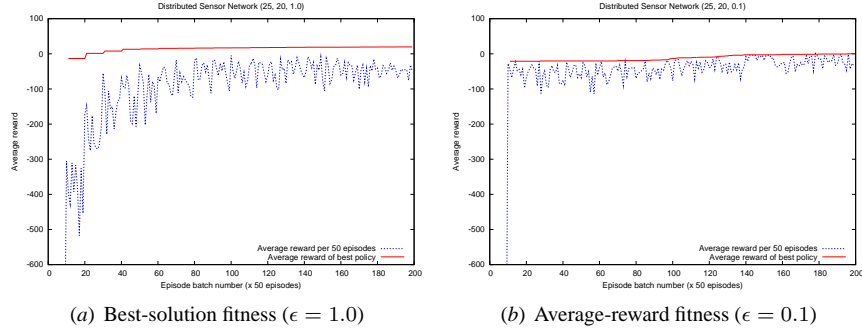 Distributed Sensor Network (25, 20, 1.0)
100
0
-100
-200
-300
-400
-500
-600
Average reward
0 20 40 60 80 100 120 140 160 180 200
Episode batch number (x 50 episodes)
Average reward per 50 episodes
Average reward of best policy
(a) Best-solution fitness (ϵ = 1.0)
Distributed Sensor Network (25, 20, 0.1)
100
0
-100
-200
-300
-400
-500
-600
Average reward
0 20 40 60 80 100 120 140 160 180 200
Episode batch number (x 50 episodes)
Average reward per 50 episodes
Average reward of best policy
(b) Average-reward fitness (ϵ = 0.1)